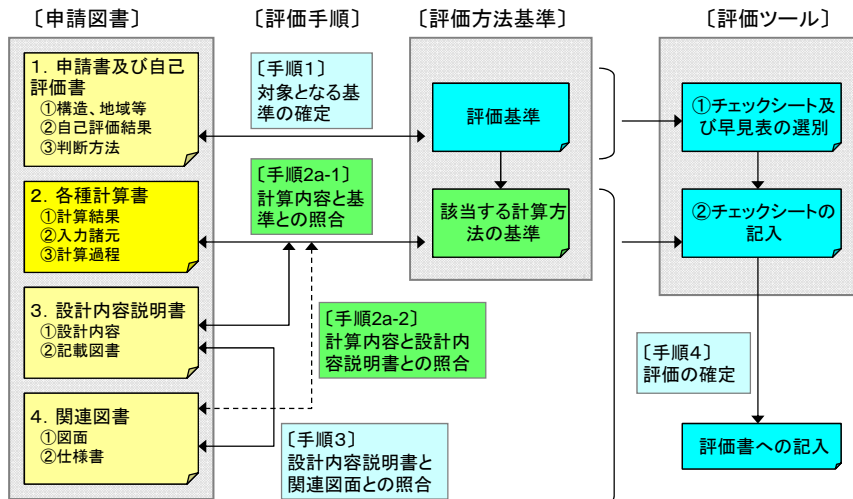 〔申請図書〕
〔評価手順〕
〔評価方法基準〕
〔評価ツール〕
1．申請書及び自己
評価書
①構造、地域等
②自己評価結果
③判断方法
〔手順1〕
対象となる基
準の確定
評価基準
①チェックシート及
び早見表の選別
2．各種計算書
①計算結果
②入力諸元
③計算過程
〔手順2a-1〕
計算内容と基
準との照合
該当する計算方
法の基準
②チェックシートの
記入
3．設計内容説明書
①設計内容
②記載図書
〔手順2a-2〕
計算内容と設計内
容説明書との照合
〔手順4〕
評価の確定
4．関連図書
①図面
②仕様書
〔手順3〕
設計内容説明書と
関連図面との照合
評価書への記入